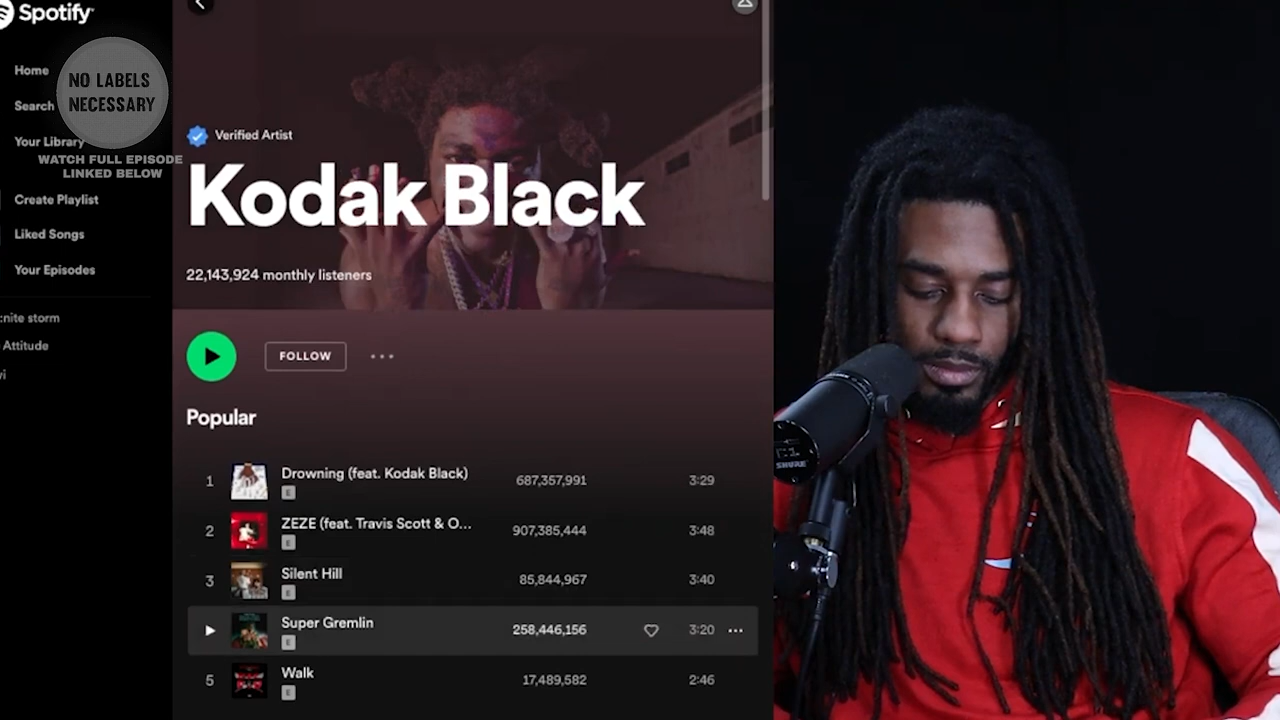 Spotify
Home
Search
Your Library
Create Playlist
Liked Songs
Your Episodes
:nite storm
Attitude
NO LABELS
NECESSARY
WATCH FULL EPISODE
LINKED BELOW
Verified Artist
Kodak Black
22,143,924 monthly listeners
FOLLOW
Popular
1 Drowning (feat. Kodak Black) 687,357,991 3:29
E
2 ZEZE (feat. Travis Scott & O... 907,385,444 3:48
E
3 Silent Hill 85,844,967 3:40
E
Super Gremlin 258,446,156 3:20
E
5 Walk 17,489,582 2:46
E
SHURE